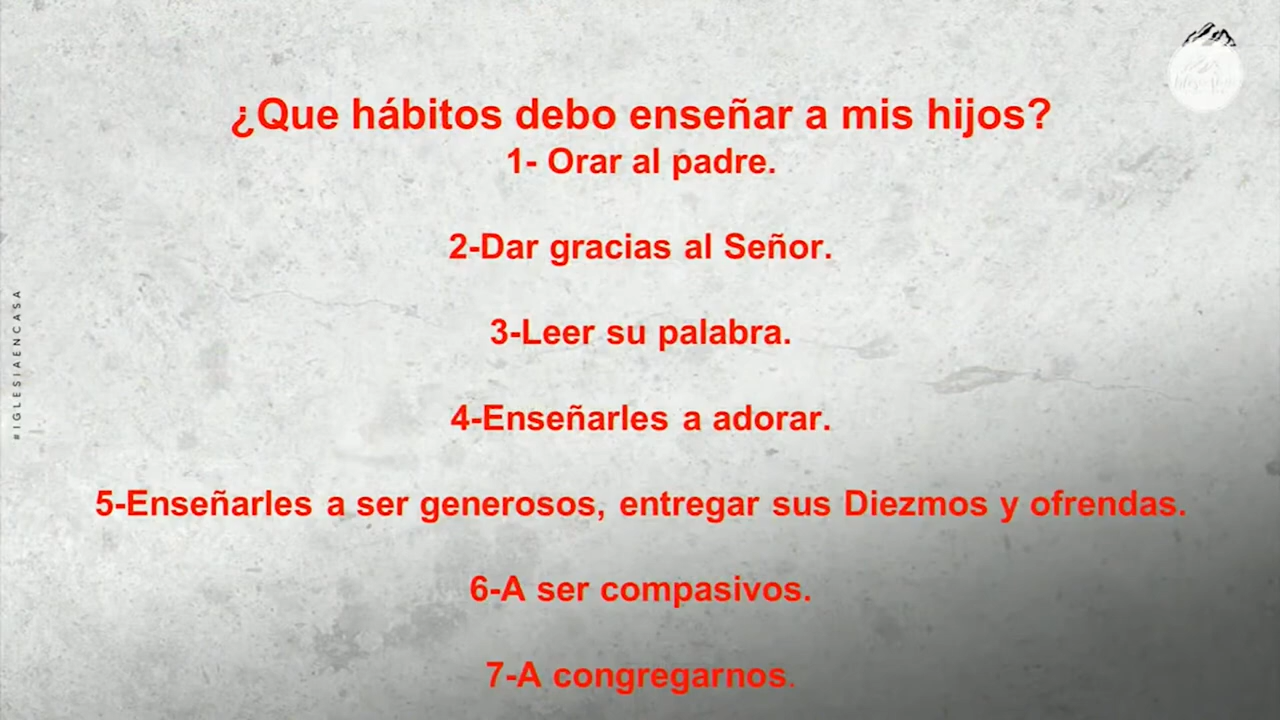 ¿Que hábitos debo enseñar a mis hijos?
1- Orar al padre.
2-Dar gracias al Señor.
3-Leer su palabra.
4-Enseñarles a adorar.
5-Enseñarles a ser generosos, entregar sus Diezmos y ofrendas.
6-A ser compasivos.
7-A congregarnos.
#IGLESIAENCASA